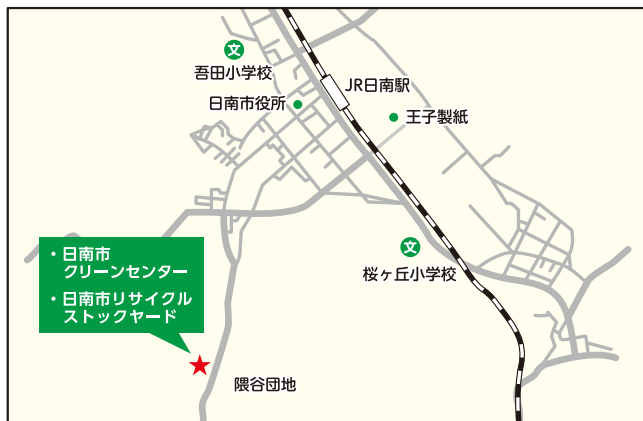 文
吾田小学校
JR日南駅
日南市役所
王子製紙
文
桜ヶ丘小学校
・日南市
クリーンセンター
・日南市リサイクル
ストックヤード
隈谷団地